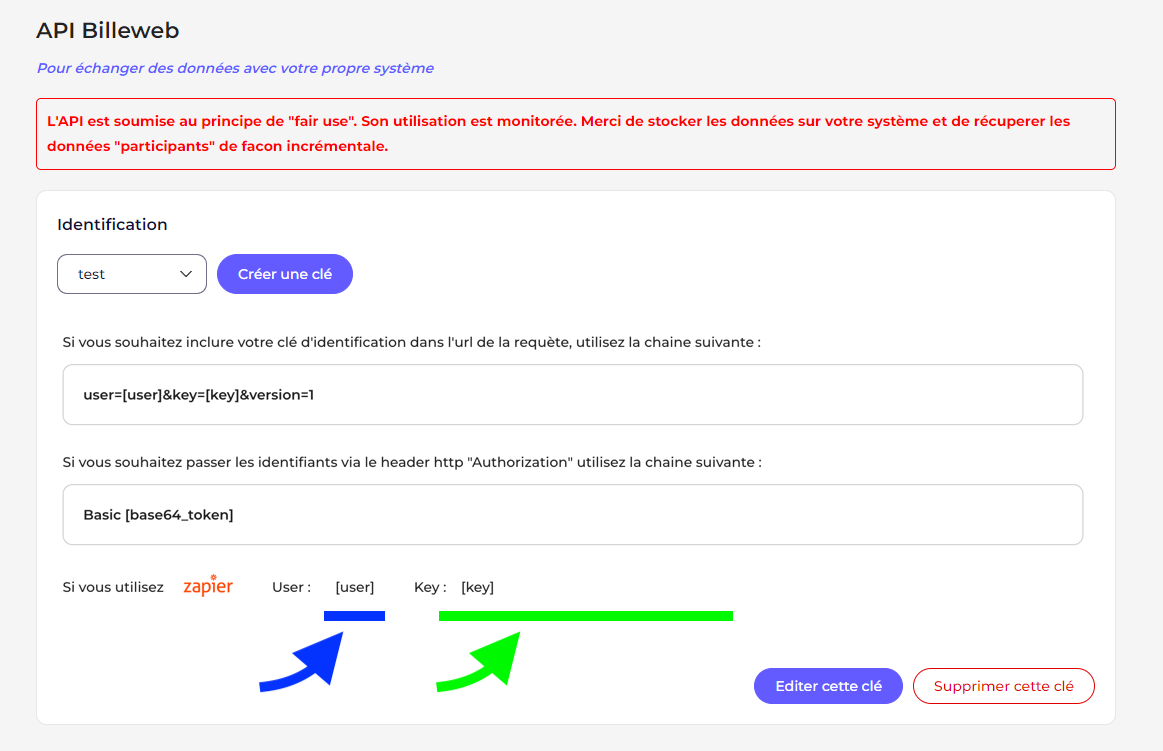 API Billeweb
Pour échanger des données avec votre propre système
L'API est soumise au principe de "fair use". Son utilisation est monitorée. Merci de stocker les données sur votre système et de récuperer les
données "participants" de facon incrémentale.
Identification
test
Créer une clé
Si vous souhaitez inclure votre clé d'identification dans l'url de la requète, utilisez la chaine suivante :
user=[user]&key=[key]&version=1
Si vous souhaitez passer les identifiants via le header http "Authorization" utilisez la chaine suivante :
Basic [base64_token]
Si vous utilisez zapier User : [user] Key : [key]
Editer cette clé
Supprimer cette clé